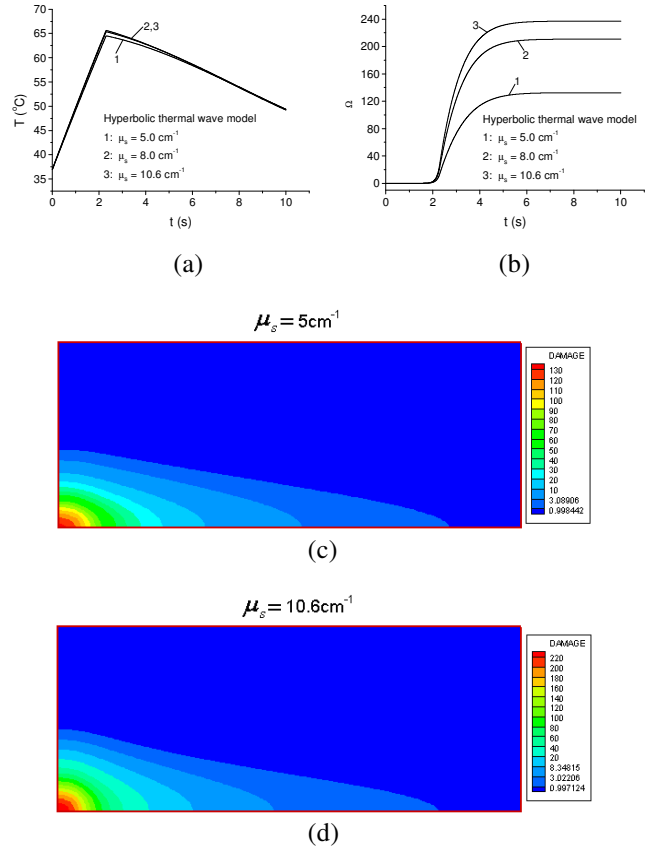 T (°C)
75
70
65
60
55
50
45
40
35
2,3
1
Hyperbolic thermal wave model
1: μs = 5.0 cm-1
2: μs = 8.0 cm-1
3: μs = 10.6 cm-1
0 2 4 6 8 10
t (s)
(a)
Ω
240
200
160
120
80
40
0
3
2
1
Hyperbolic thermal wave model
1: μs = 5.0 cm-1
2: μs = 8.0 cm-1
3: μs = 10.6 cm-1
0 2 4 6 8 10
t (s)
(b)
μs = 5cm-1
DAMAGE
130
120
110
100
90
80
70
60
50
40
30
20
10
3.08906
0.998442
(c)
μs = 10.6cm-1
DAMAGE
220
200
180
160
140
120
100
80
60
40
20
8.34815
3.02206
0.997124
(d)